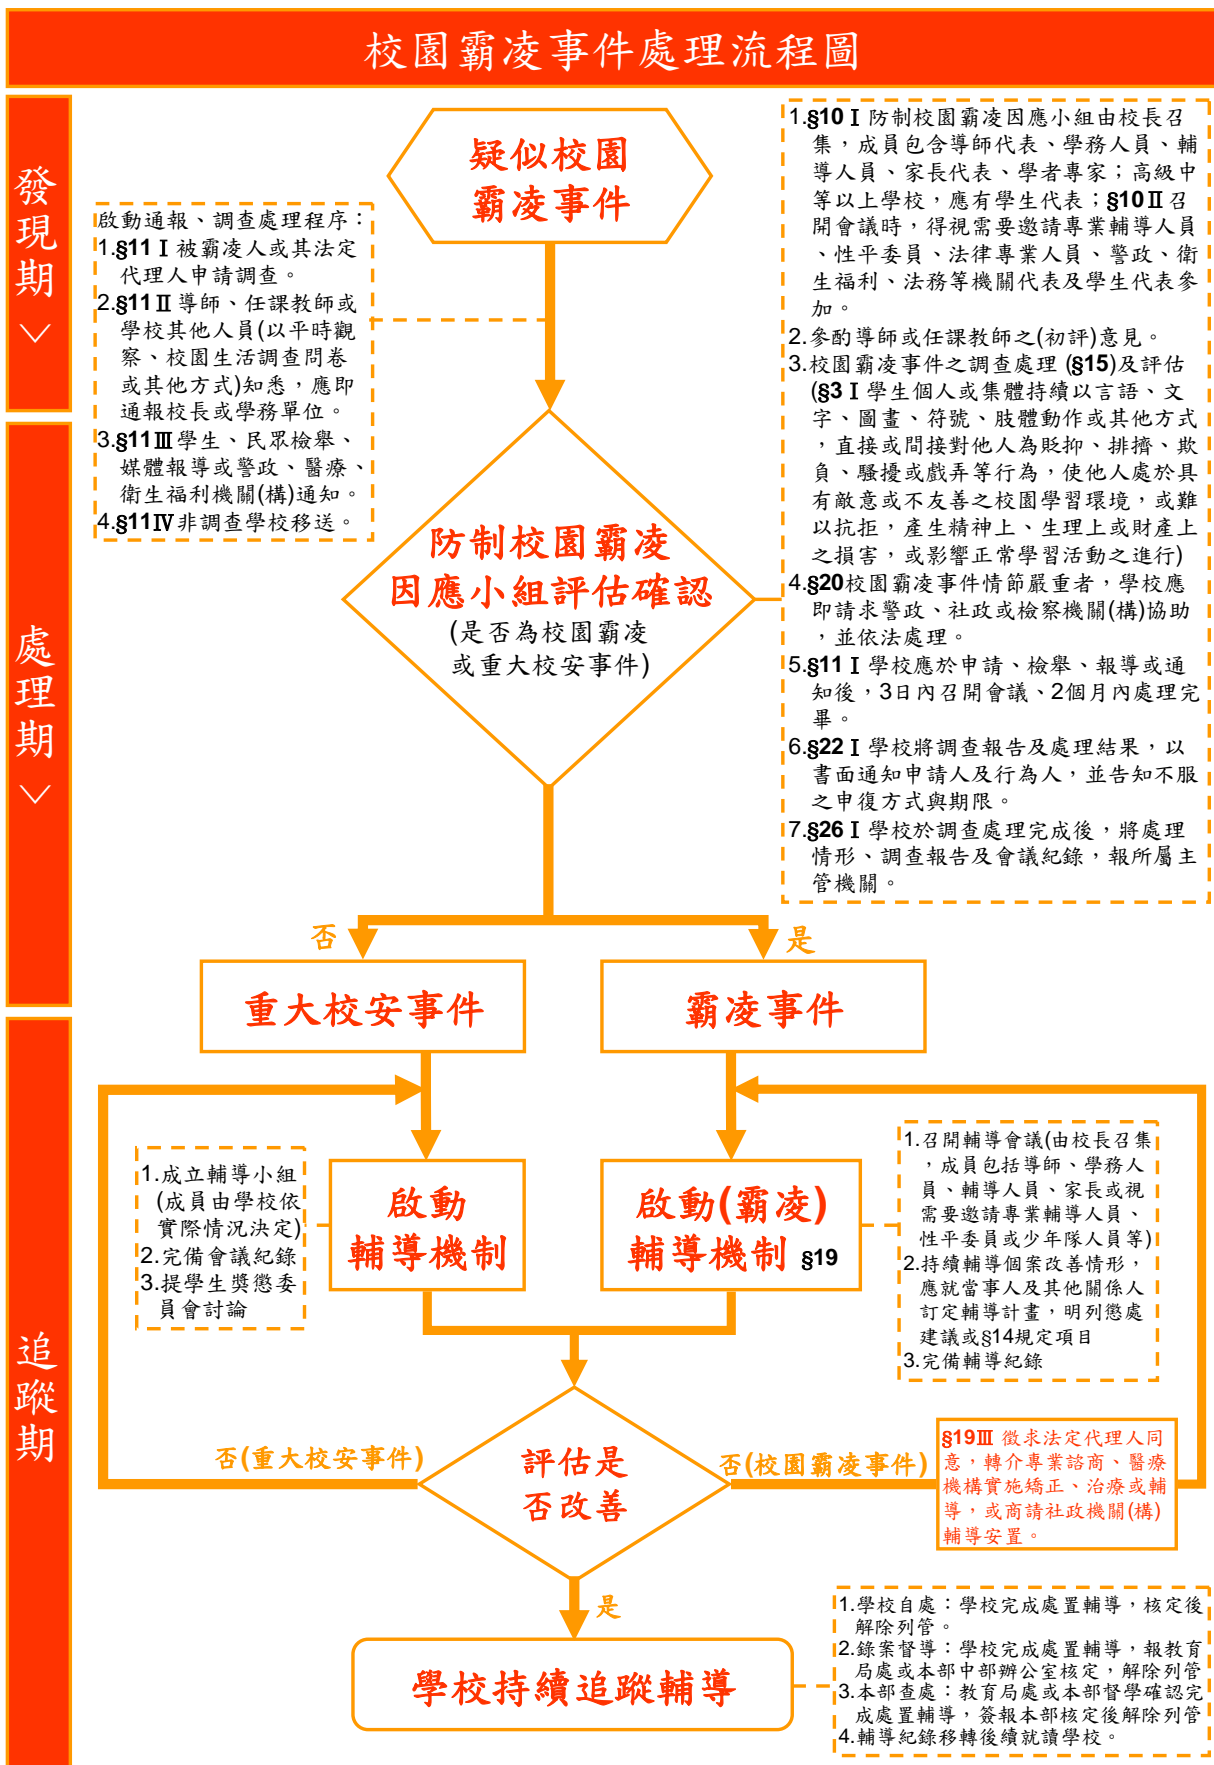 校園霸凌事件處理流程圖
發現期
疑似校園
霸凌事件
啟動通報、調查處理程序：
1.§11Ⅰ被霸凌人或其法定
代理人申請調查。
2.§11Ⅱ導師、任課教師或
學校其他人員(以平時觀
察、校園生活調查問卷
或其他方式)知悉，應即
通報校長或學務單位。
3.§11Ⅲ學生、民眾檢舉、
媒體報導或警政、醫療、
衛生福利機關(構)通知。
4.§11Ⅳ非調查學校移送。
1.§10Ⅰ防制校園霸凌因應小組由校長召
集，成員包含導師代表、學務人員、輔
導人員、家長代表、學者專家；高級中
等以上學校，應有學生代表；§10Ⅱ召
開會議時，得視需要邀請專業輔導人員
、性平委員、法律專業人員、警政、衛
生福利、法務等機關代表及學生代表參
加。
2.參酌導師或任課教師之(初評)意見。
3.校園霸凌事件之調查處理 (§15)及評估
(§3Ⅰ學生個人或集體持續以言語、文
字、圖畫、符號、肢體動作或其他方式
，直接或間接對他人為貶抑、排擠、欺
負、騷擾或戲弄等行為，使他人處於具
有敵意或不友善之校園學習環境，或難
以抗拒，產生精神上、生理上或財產上
之損害，或影響正常學習活動之進行)
4.§20校園霸凌事件情節嚴重者，學校應
即請求警政、社政或檢察機關(構)協助
，並依法處理。
5.§11Ⅰ學校應於申請、檢舉、報導或通
知後，3日內召開會議、2個月內處理完
畢。
6.§22Ⅰ學校將調查報告及處理結果，以
書面通知申請人及行為人，並告知不服
之申復方式與期限。
7.§26Ⅰ學校於調查處理完成後，將處理
情形、調查報告及會議紀錄，報所屬主
管機關。
處理期
防制校園霸凌
因應小組評估確認
(是否為校園霸凌
或重大校安事件)
否
是
重大校安事件
霸凌事件
追蹤期
1.成立輔導小組
(成員由學校依
實際情況決定)
2.完備會議紀錄
3.提學生獎懲委
員會討論
啟動
輔導機制
啟動(霸凌)
輔導機制 §19
1.召開輔導會議(由校長召集
，成員包括導師、學務人
員、輔導人員、家長或視
需要邀請專業輔導人員、
性平委員或少年隊人員等)
2.持續輔導個案改善情形，
應就當事人及其他關係人
訂定輔導計畫，明列懲處
建議或§14規定項目
3.完備輔導紀錄
否(重大校安事件)
評估是
否改善
否(校園霸凌事件)
§19Ⅲ 徵求法定代理人同
意，轉介專業諮商、醫療
機構實施矯正、治療或輔
導，或商請社政機關(構)
輔導安置。
是
學校持續追蹤輔導
1.學校自處：學校完成處置輔導，核定後
解除列管。
2.錄案督導：學校完成處置輔導，報教育
局處或本部中部辦公室核定，解除列管
3.本部查處：教育局處或本部督學確認完
成處置輔導，簽報本部核定後解除列管
4.輔導紀錄移轉後續就讀學校。